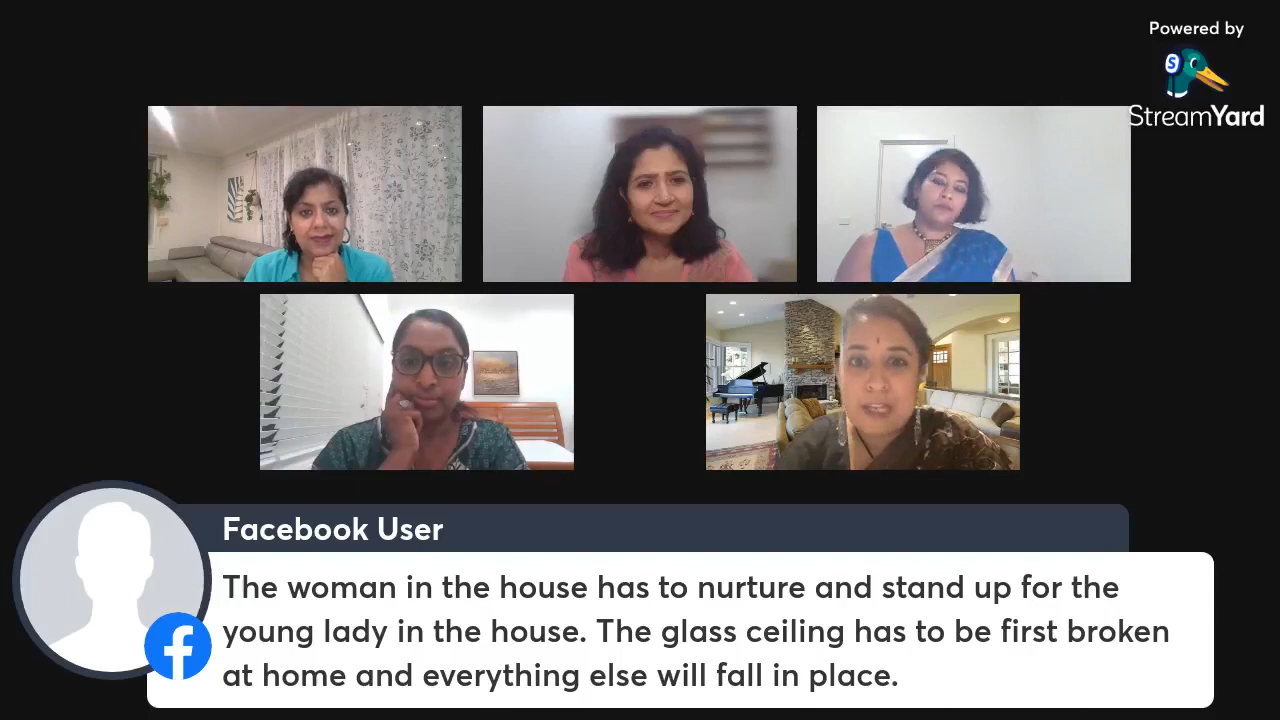 Powered by
S
StreamYard
Facebook User
The woman in the house has to nurture and stand up for the
young lady in the house. The glass ceiling has to be first broken
at home and everything else will fall in place.